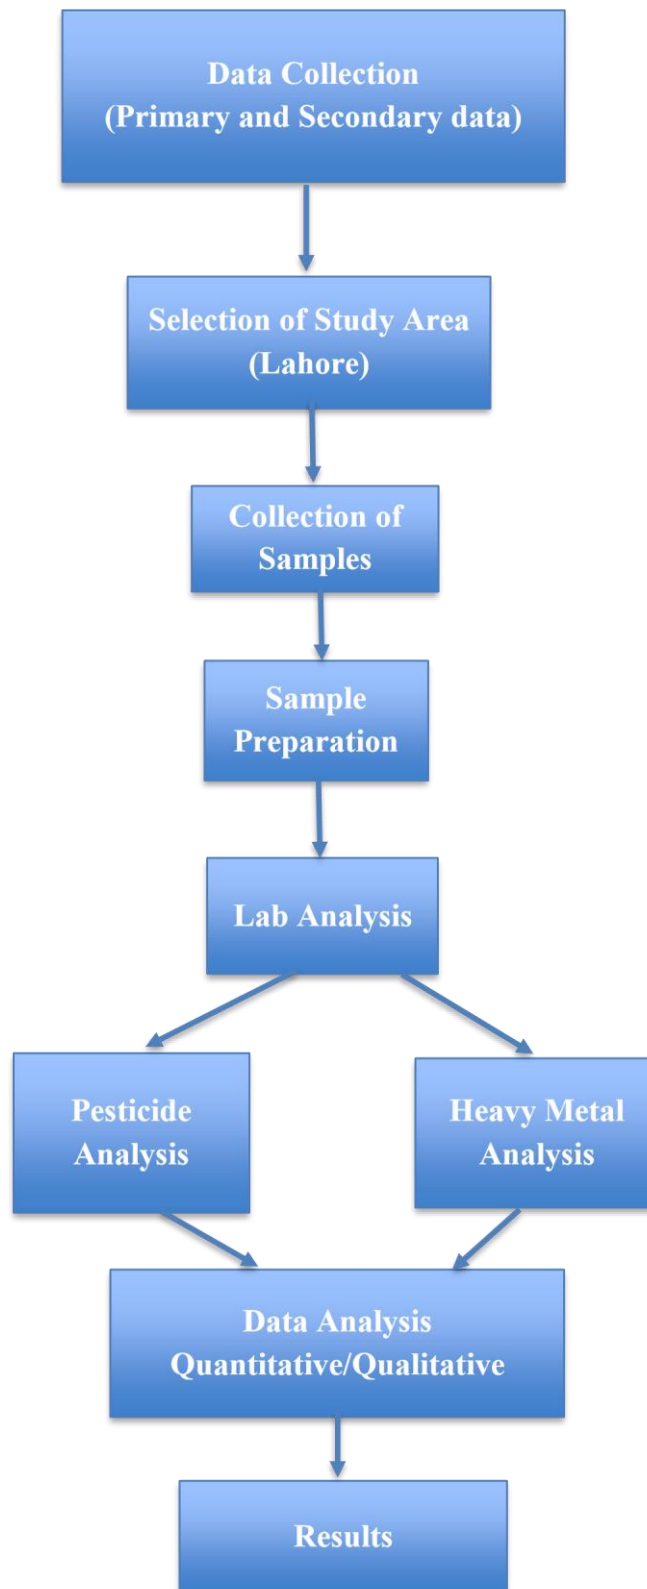 Data Collection
(Primary and Secondary data)
Selection of Study Area
(Lahore)
Collection of
Samples
Sample
Preparation
Lab Analysis
Pesticide
Analysis
Heavy Metal
Analysis
Data Analysis
Quantitative/Qualitative
Results